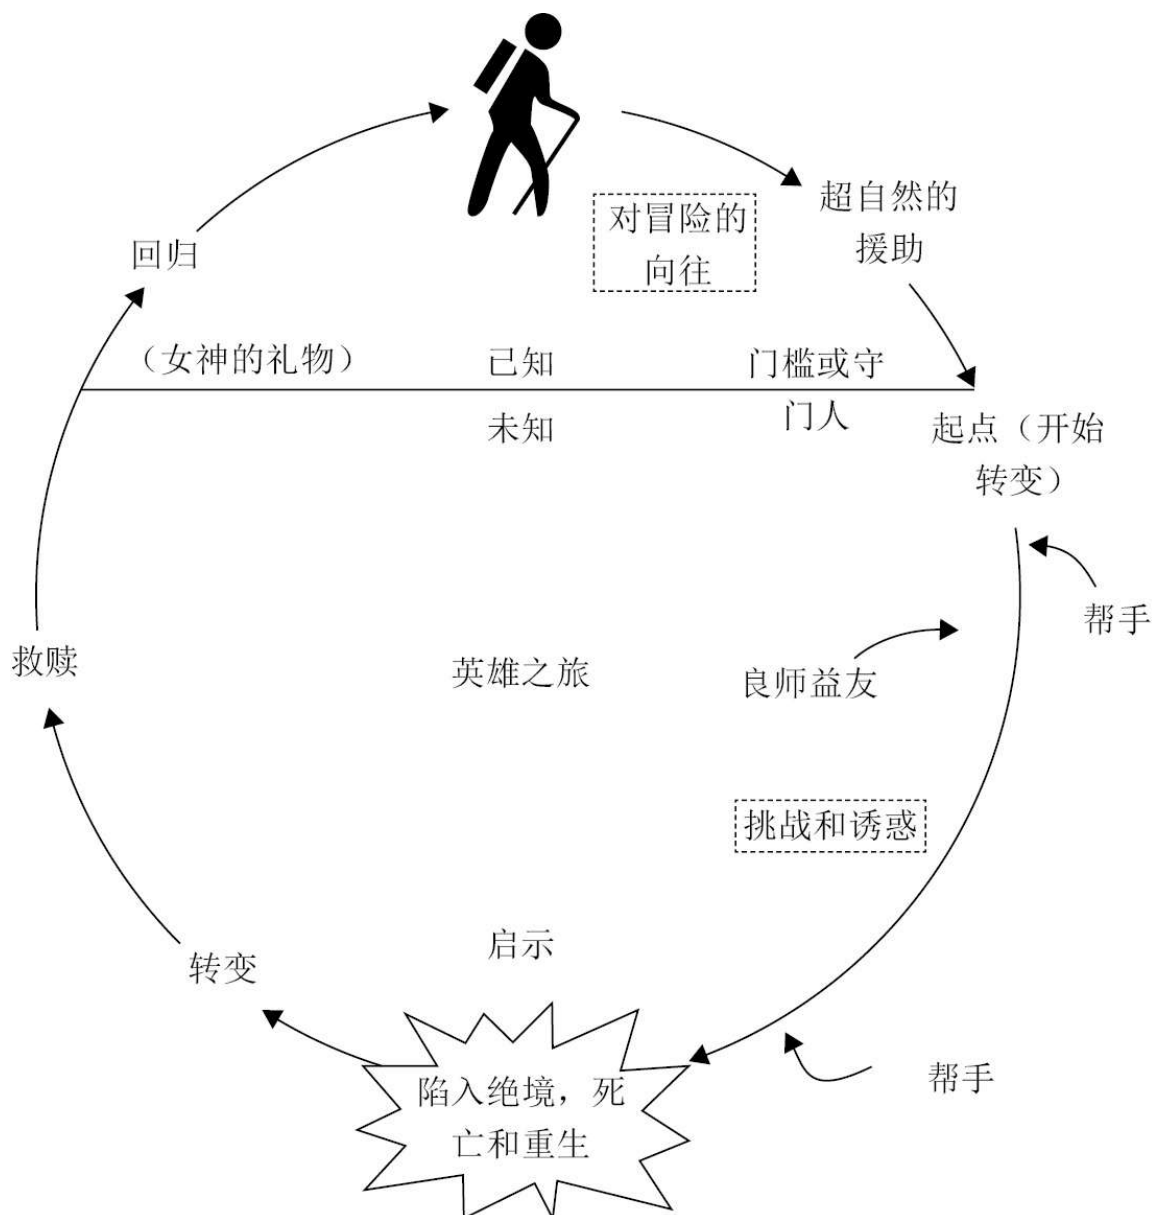 对冒险的
向往
超自然的
援助
回归
（女神的礼物）
已知
门槛或守
门人
未知
起点（开始
转变）
帮手
良师益友
救赎
英雄之旅
挑战和诱惑
启示
转变
陷入绝境，死
亡和重生
帮手